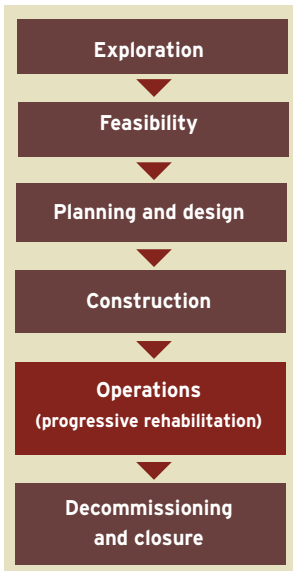 Exploration
Feasibility
Planning and design
Construction
Operations
(progressive rehabilitation)
Decommissioning
and closure